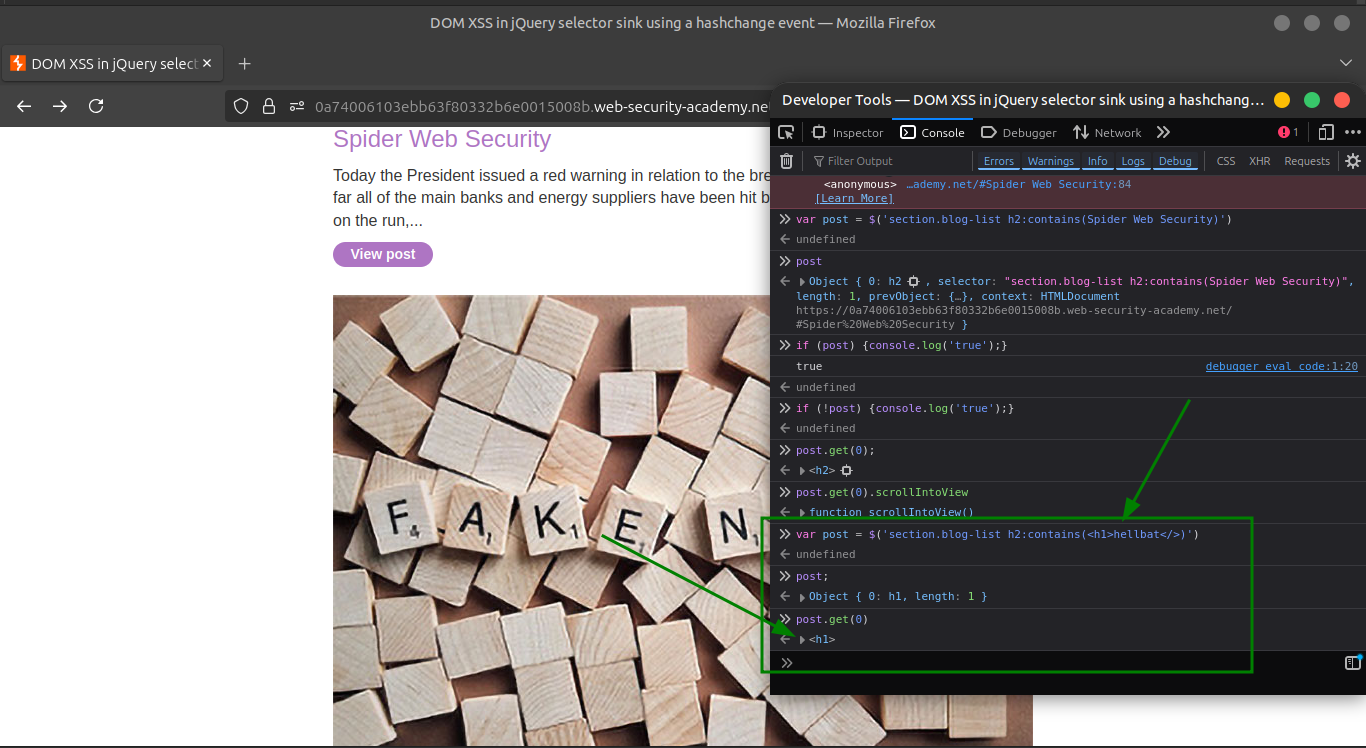 DOM XSS in jQuery selector sink using a hashchange event — Mozilla Firefox
DOM XSS in jQuery select
0a74006103ebb63f80332b6e0015008b.web-security-academy.net
Spider Web Security
Today the President issued a red warning in relation to the
far all of the main banks and energy suppliers have been hit
on the run,...
View post
F4 A1 K1 E1 N1
Developer Tools — DOM XSS in jQuery selector sink using a hashchang...
Inspector Console Debugger Network 1
Filter Output Errors Warnings Info Logs Debug CSS XHR Requests
<anonymous> …ademy.net/#Spider Web Security:84
[Learn More]
var post = $('section.blog-list h2:contains(Spider Web Security)')
undefined
post
Object { 0: h2 , selector: "section.blog-list h2:contains(Spider Web Security)",
length: 1, prevObject: {…}, context: HTMLDocument
https://0a74006103ebb63f80332b6e0015008b.web-security-academy.net/
#Spider%20Web%20Security }
if (post) {console.log('true');}
true debugger eval code:1:20
undefined
if (!post) {console.log('true');}
undefined
post.get(0);
<h2>
post.get(0).scrollIntoView
function scrollIntoView()
var post = $('section.blog-list h2:contains(<h1>hellbat</>)')
undefined
post;
Object { 0: h1, length: 1 }
post.get(0)
<h1>